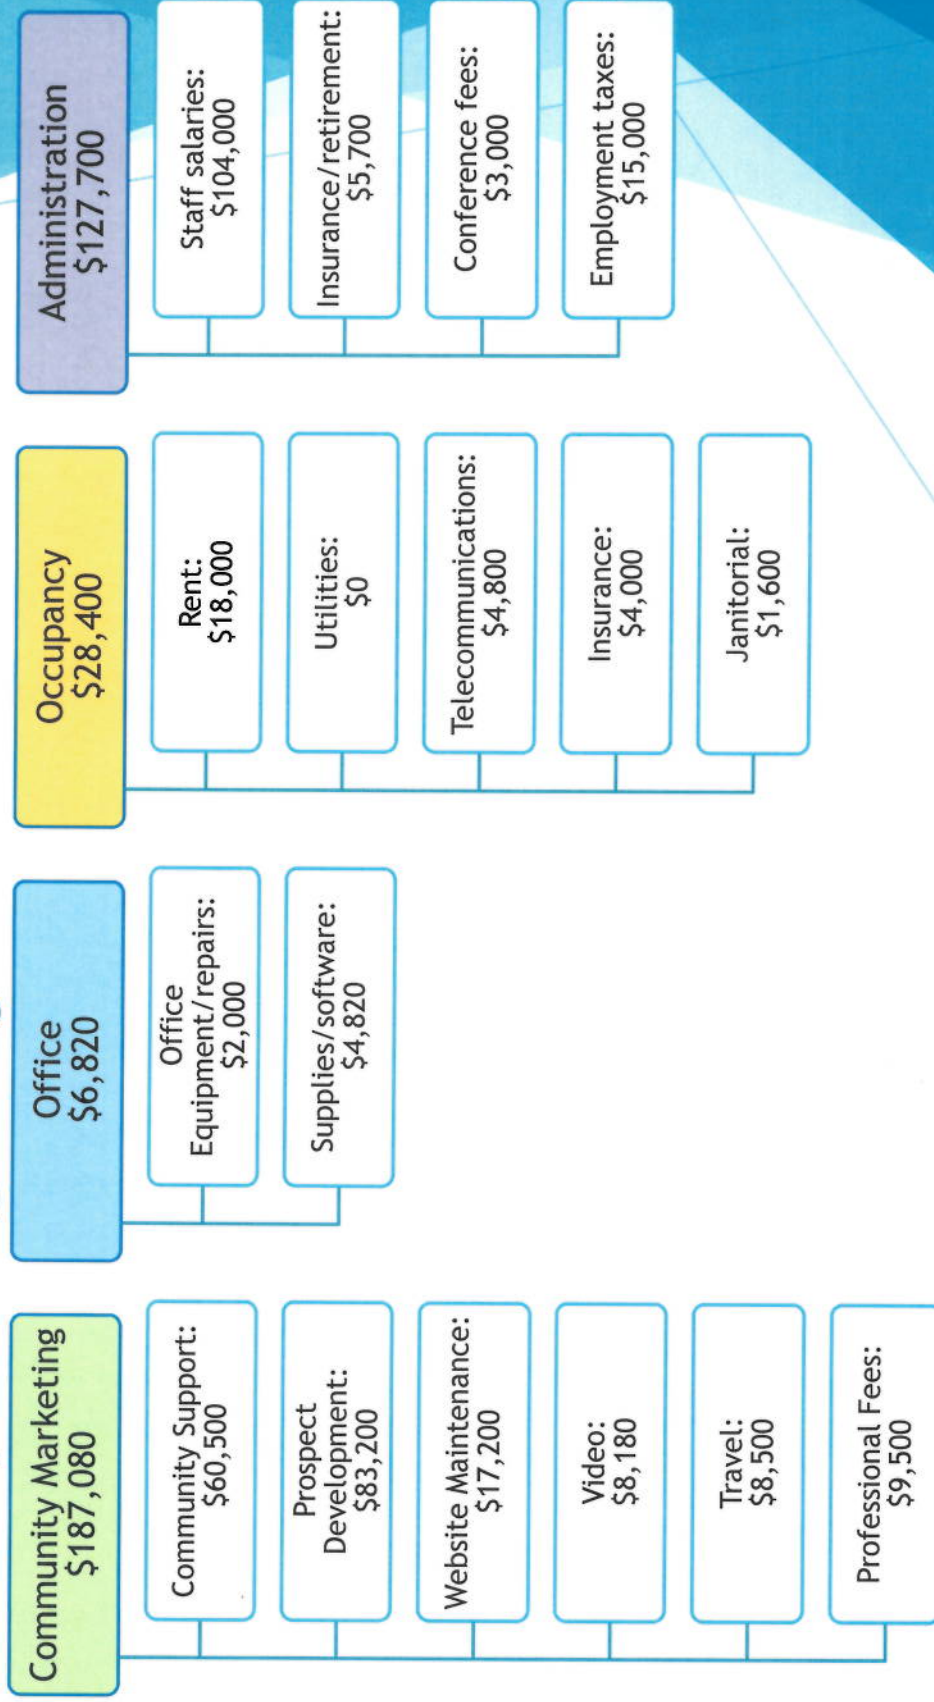 Community Marketing
$187,080
Community Support:
$60,500
Prospect
Development:
$83,200
Website Maintenance:
$17,200
Video:
$8,180
Travel:
$8,500
Professional Fees:
$9,500
Office
$6,820
Office
Equipment/repairs:
$2,000
Supplies/software:
$4,820
Occupancy
$28,400
Rent:
$18,000
Utilities:
$0
Telecommunications:
$4,800
Insurance:
$4,000
Janitorial:
$1,600
Administration
$127,700
Staff salaries:
$104,000
Insurance/retirement:
$5,700
Conference fees:
$3,000
Employment taxes:
$15,000